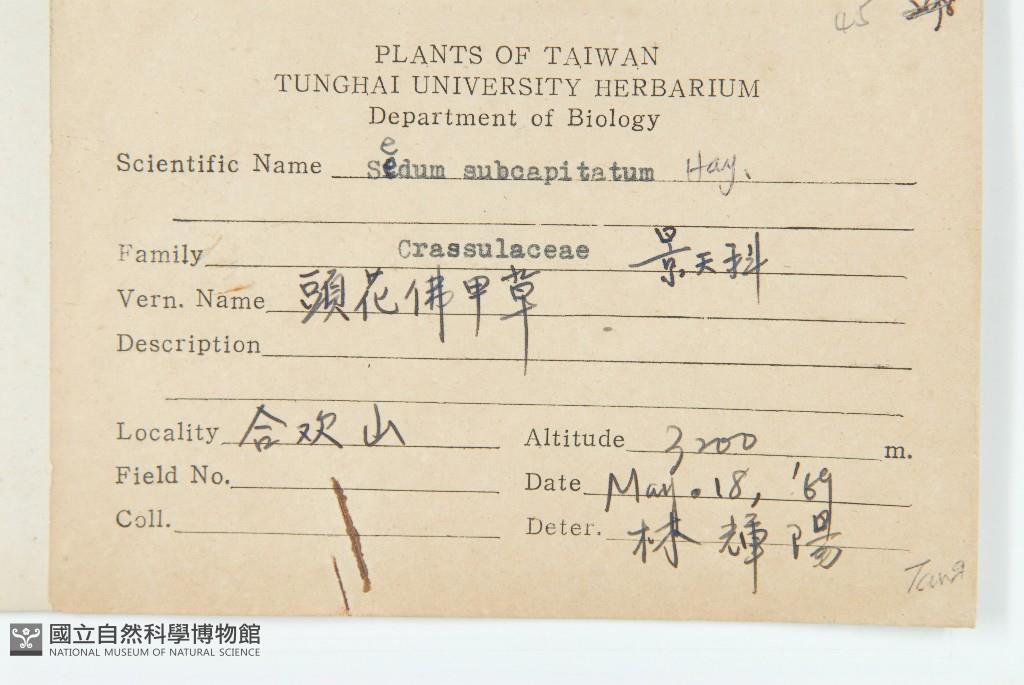 45
PLANTS OF TAIWAN
TUNGHAI UNIVERSITY HERBARIUM
Department of Biology
Scientific Name Sedum subcapitatum Hay.
Family Crassulaceae 景天科
Vern. Name 頭花佛甲草
Description
Locality 合欢山 Altitude 3200 m.
Field No. Date May. 18, '69
Coll. Deter. 林輝陽
國立自然科學博物館
NATIONAL MUSEUM OF NATURAL SCIENCE